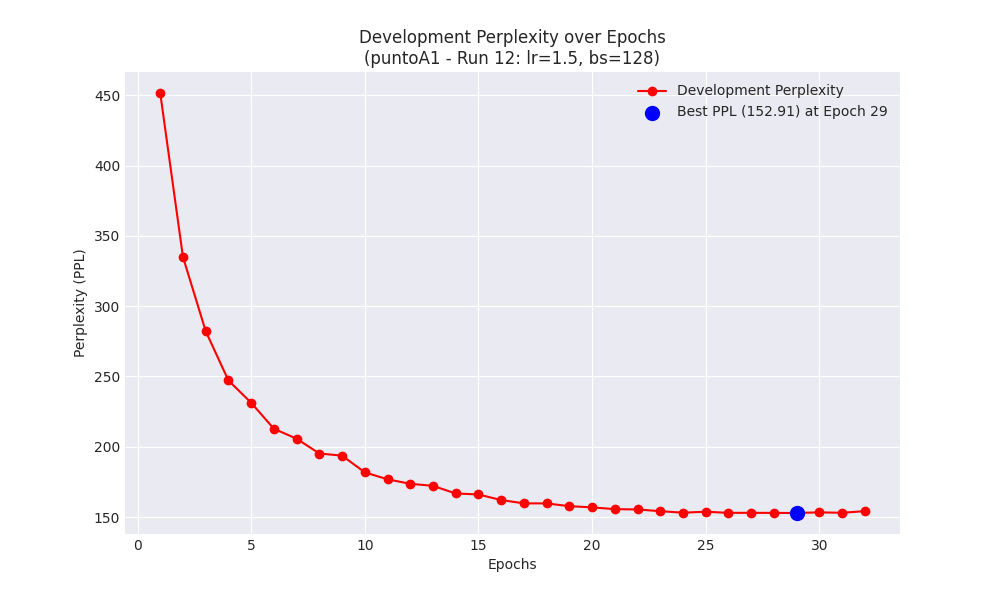 Development Perplexity over Epochs
(puntoA1 - Run 12: lr=1.5, bs=128)
Development Perplexity
Best PPL (152.91) at Epoch 29
Perplexity (PPL)
450
400
350
300
250
200
150
0 5 10 15 20 25 30
Epochs